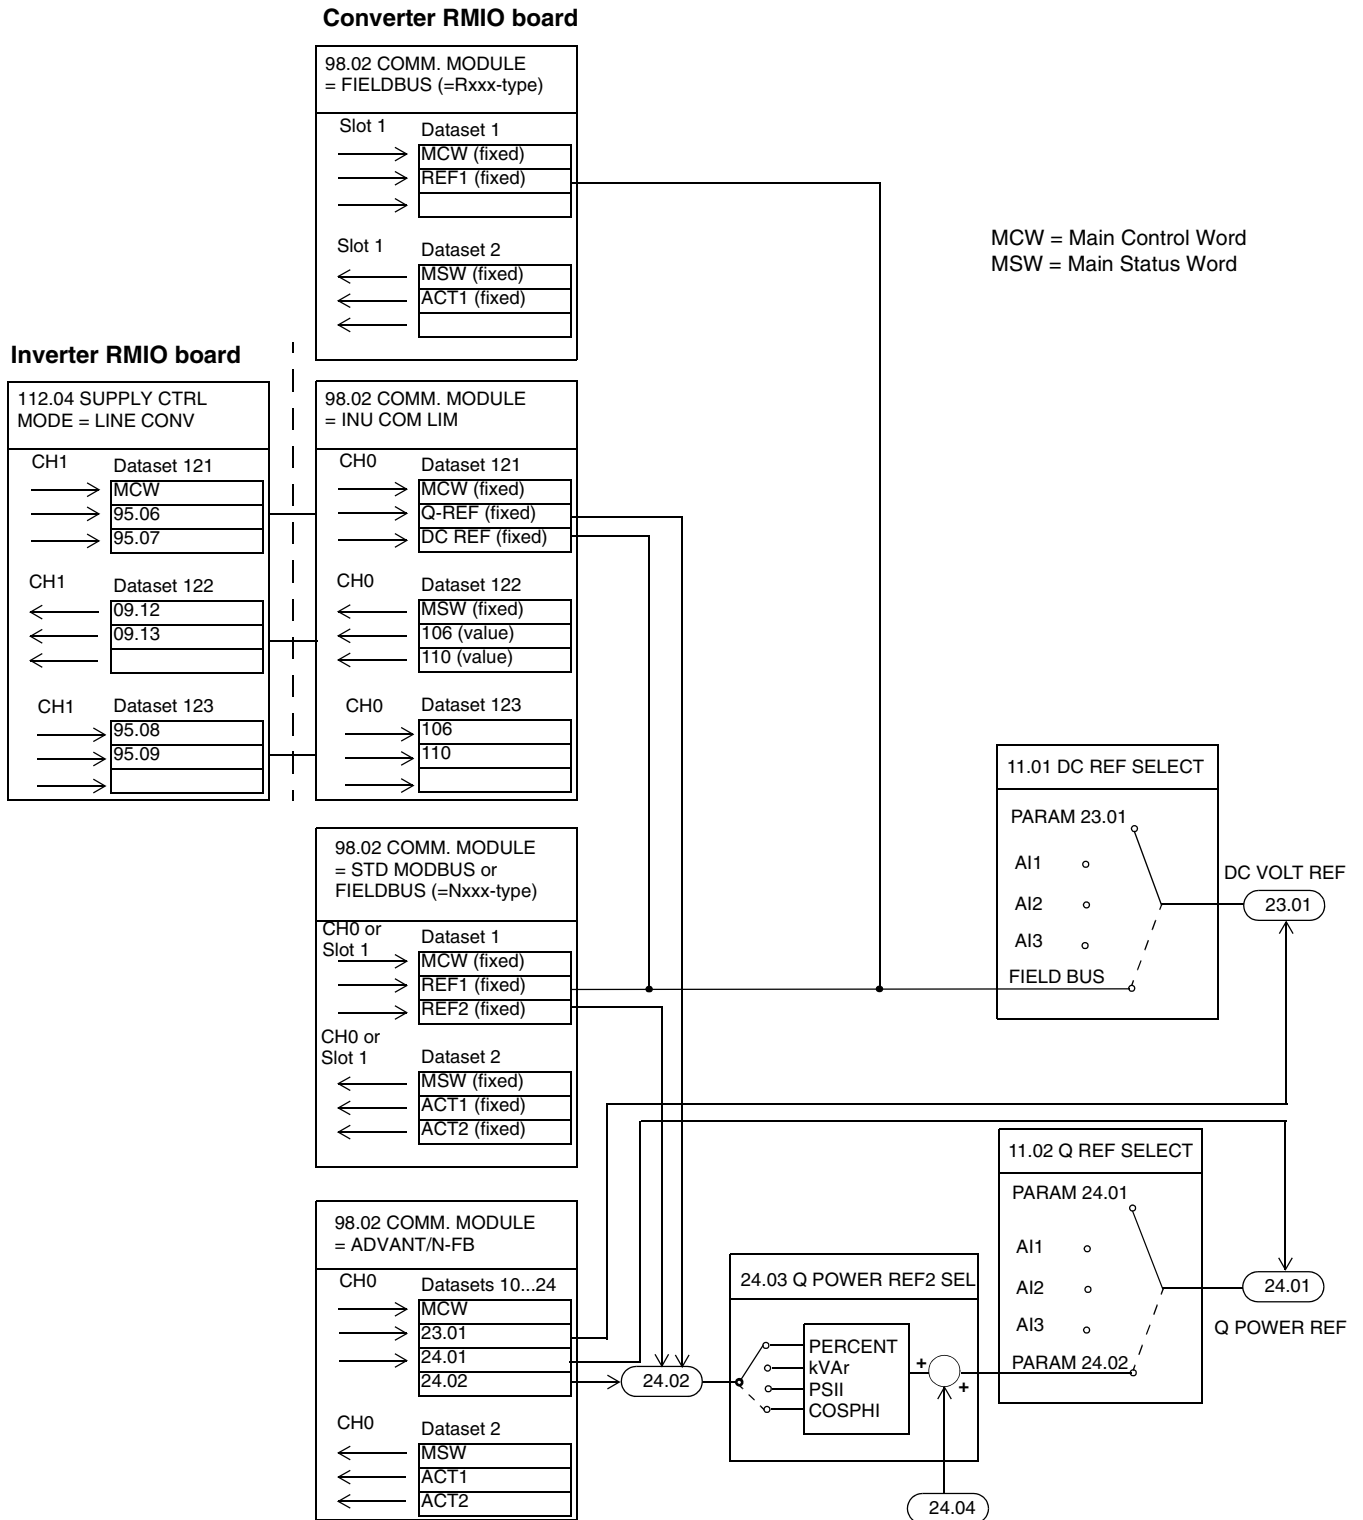 Converter RMIO board
98.02 COMM. MODULE
= FIELDBUS (=Rxxx-type)
Slot 1
Dataset 1
MCW (fixed)
REF1 (fixed)
Slot 1
Dataset 2
MSW (fixed)
ACT1 (fixed)
MCW = Main Control Word
MSW = Main Status Word
Inverter RMIO board
112.04 SUPPLY CTRL
MODE = LINE CONV
CH1
Dataset 121
MCW
95.06
95.07
CH1
Dataset 122
09.12
09.13
CH1
Dataset 123
95.08
95.09
98.02 COMM. MODULE
= INU COM LIM
CH0
Dataset 121
MCW (fixed)
Q-REF (fixed)
DC REF (fixed)
CH0
Dataset 122
MSW (fixed)
106 (value)
110 (value)
CH0
Dataset 123
106
110
98.02 COMM. MODULE
= STD MODBUS or
FIELDBUS (=Nxxx-type)
CH0 or
Slot 1
Dataset 1
MCW (fixed)
REF1 (fixed)
REF2 (fixed)
CH0 or
Slot 1
Dataset 2
MSW (fixed)
ACT1 (fixed)
ACT2 (fixed)
11.01 DC REF SELECT
PARAM 23.01
AI1
AI2
AI3
FIELD BUS
DC VOLT REF
23.01
98.02 COMM. MODULE
= ADVANT/N-FB
CH0
Datasets 10...24
MCW
23.01
24.01
24.02
CH0
Dataset 2
MSW
ACT1
ACT2
24.02
24.03 Q POWER REF2 SEL
PERCENT
kVAr
PSII
COSPHI
+
+
24.04
11.02 Q REF SELECT
PARAM 24.01
AI1
AI2
AI3
PARAM 24.02
24.01
Q POWER REF